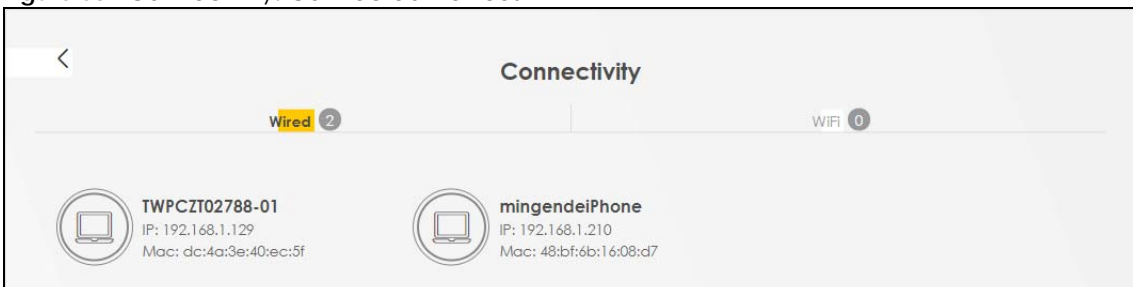 Connectivity
Wired 2
WiFi 0
TWPCZT02788-01
IP: 192.168.1.129
Mac: dc:4a:3e:40:ec:5f
mingendeiPhone
IP: 192.168.1.210
Mac: 48:bf:6b:16:08:d7